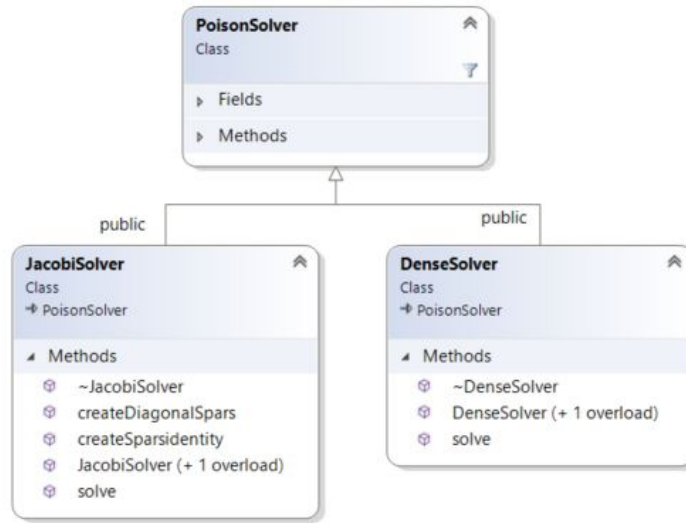 PoisonSolver
Class
Fields
Methods
public
public
JacobiSolver
Class
PoisonSolver
Methods
~JacobiSolver
createDiagonalSpars
createSparsidentity
JacobiSolver (+ 1 overload)
solve
DenseSolver
Class
PoisonSolver
Methods
~DenseSolver
DenseSolver (+ 1 overload)
solve